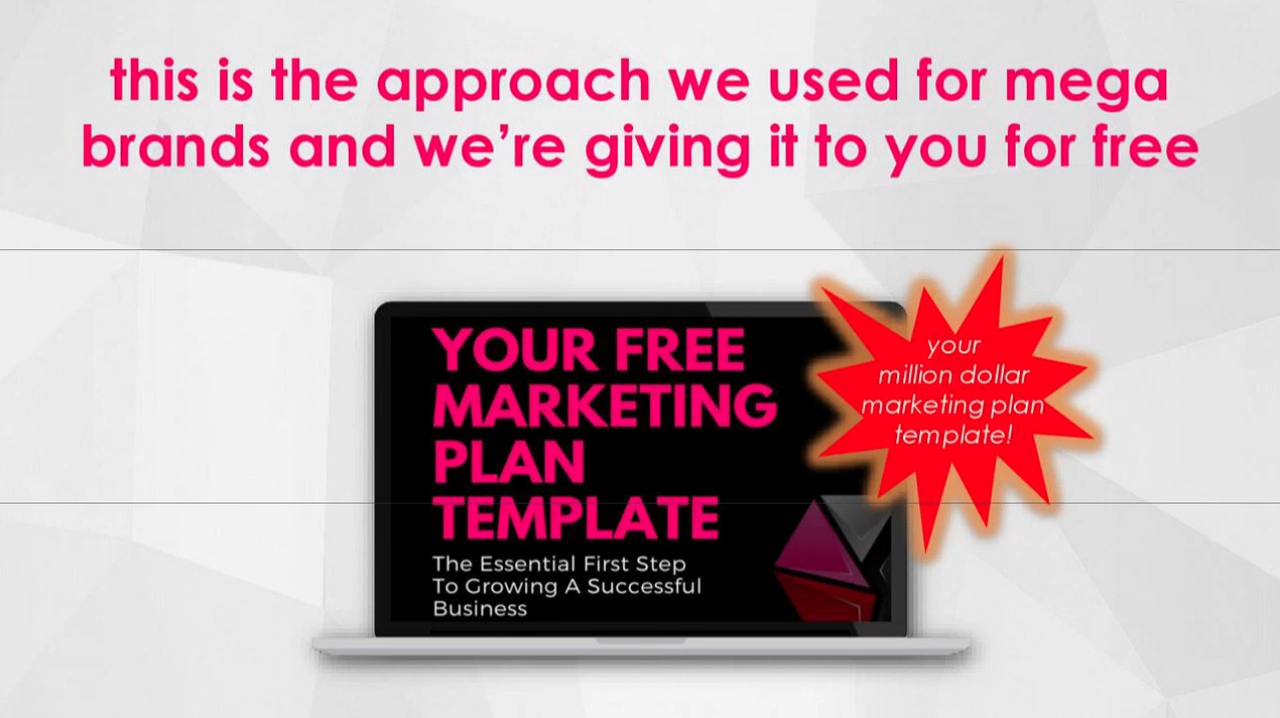 this is the approach we used for mega
brands and we’re giving it to you for free
YOUR FREE
MARKETING
PLAN
TEMPLATE
The Essential First Step
To Growing A Successful
Business
your
million dollar
marketing plan
template!